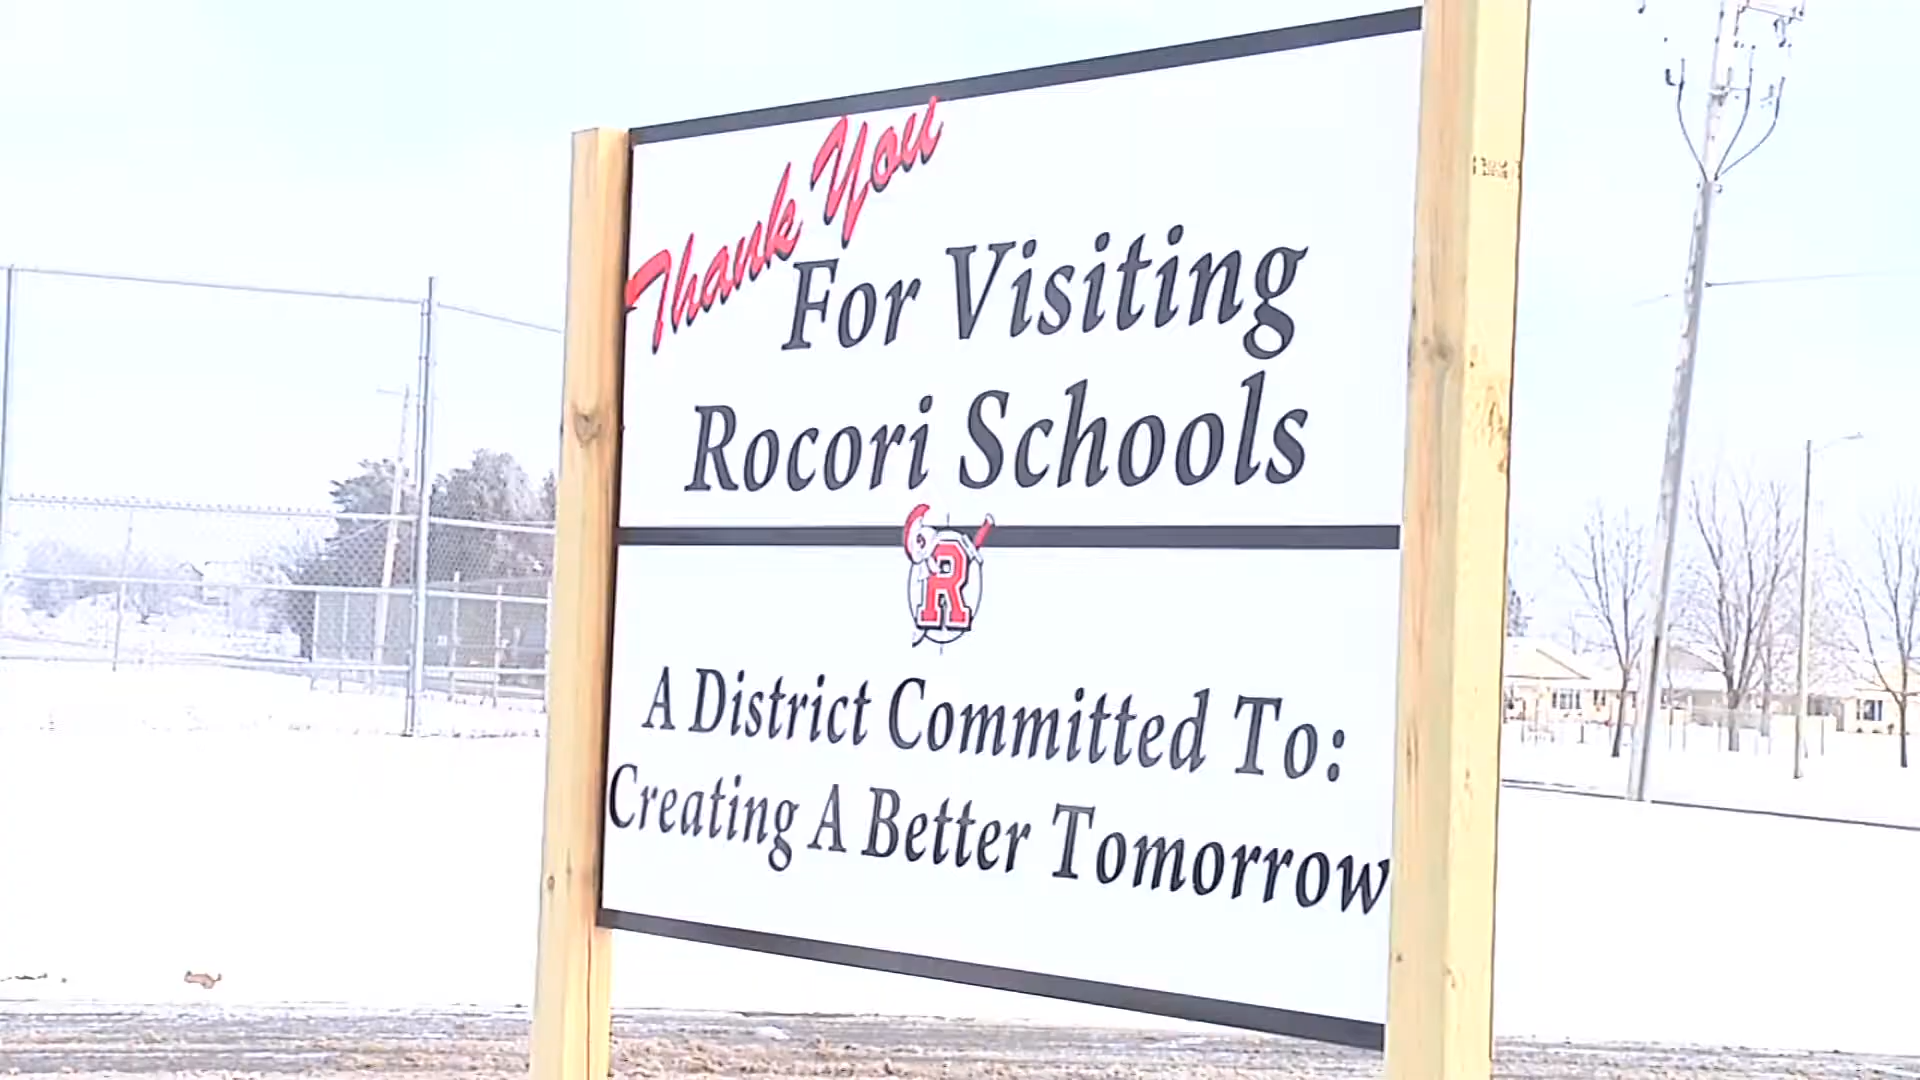 Thank You
For Visiting
Rocori Schools
R
A District Committed To:
Creating A Better Tomorrow